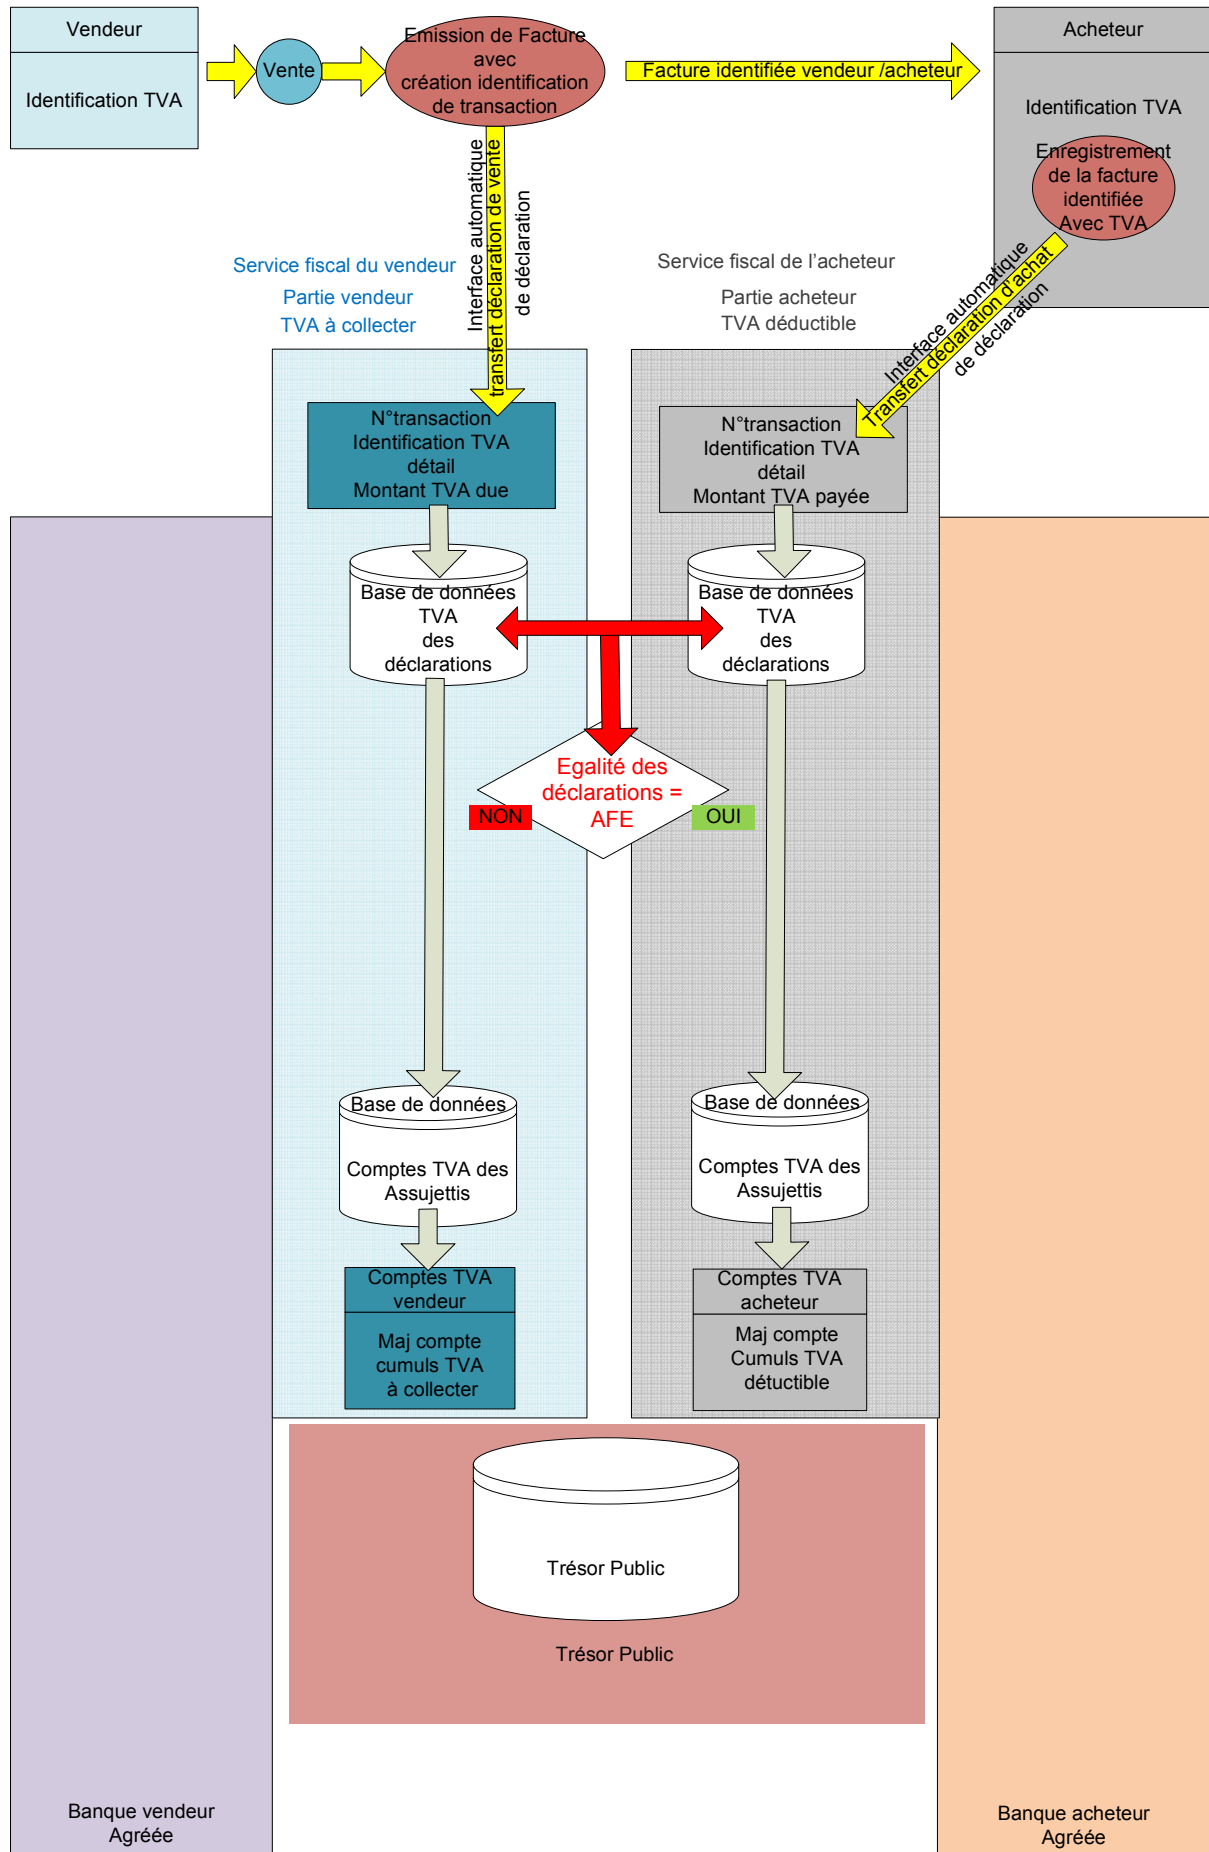 Vendeur
Identification TVA
Vente
Emission de Facture
avec
création identification
de transaction
Facture identifiée vendeur /acheteur
Acheteur
Identification TVA
Enregistrement
de la facture
identifiée
Avec TVA
Interface automatique
transfert déclaration de vente
de déclaration
Interface automatique
Transfert déclaration d'achat
de déclaration
Service fiscal du vendeur
Partie vendeur
TVA à collecter
Service fiscal de l’acheteur
Partie acheteur
TVA déductible
N°transaction
Identification TVA
détail
Montant TVA due
N°transaction
Identification TVA
détail
Montant TVA payée
Base de données
TVA
des
déclarations
Base de données
TVA
des
déclarations
Egalité des
déclarations =
AFE
NON
OUI
Base de données
Comptes TVA des
Assujettis
Base de données
Comptes TVA des
Assujettis
Comptes TVA
vendeur
Maj compte
cumuls TVA
à collecter
Comptes TVA
acheteur
Maj compte
Cumuls TVA
détuctible
Trésor Public
Trésor Public
Banque vendeur
Agréée
Banque acheteur
Agréée